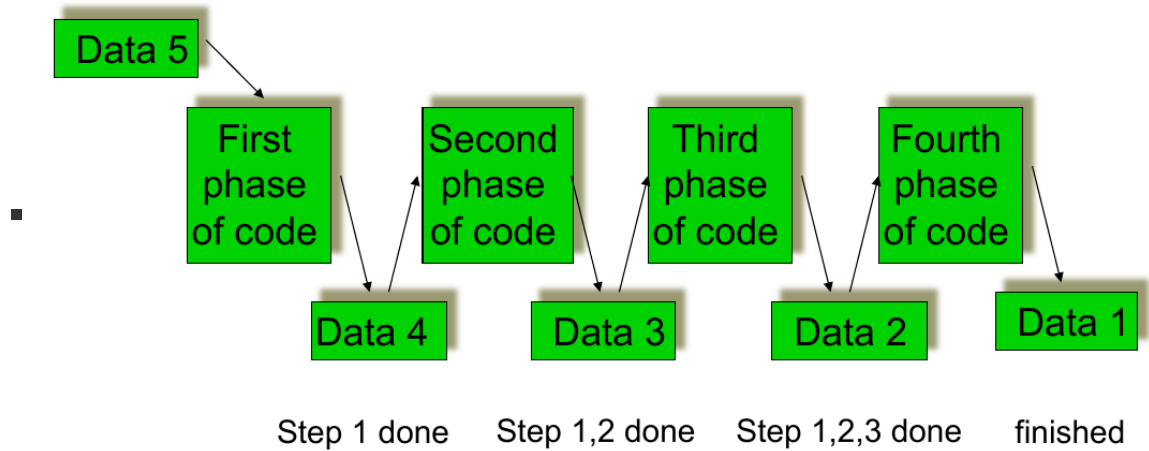 Data 5
First
phase
of code
Second
phase
of code
Third
phase
of code
Fourth
phase
of code
Data 4
Data 3
Data 2
Data 1
Step 1 done
Step 1,2 done
Step 1,2,3 done
finished